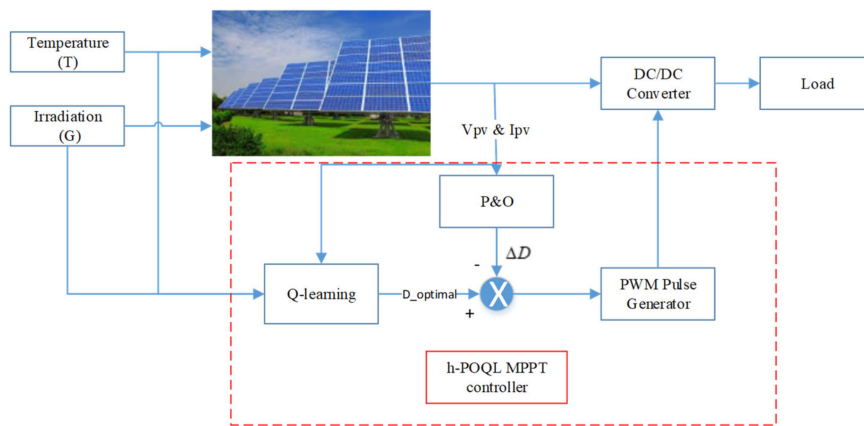 Temperature
(T)
Irradiation
(G)
DC/DC
Converter
Load
Vpv & Ipv
P&O
ΔD
-
Q-learning
D_optimal
+
X
PWM Pulse
Generator
h-POQL MPPT
controller